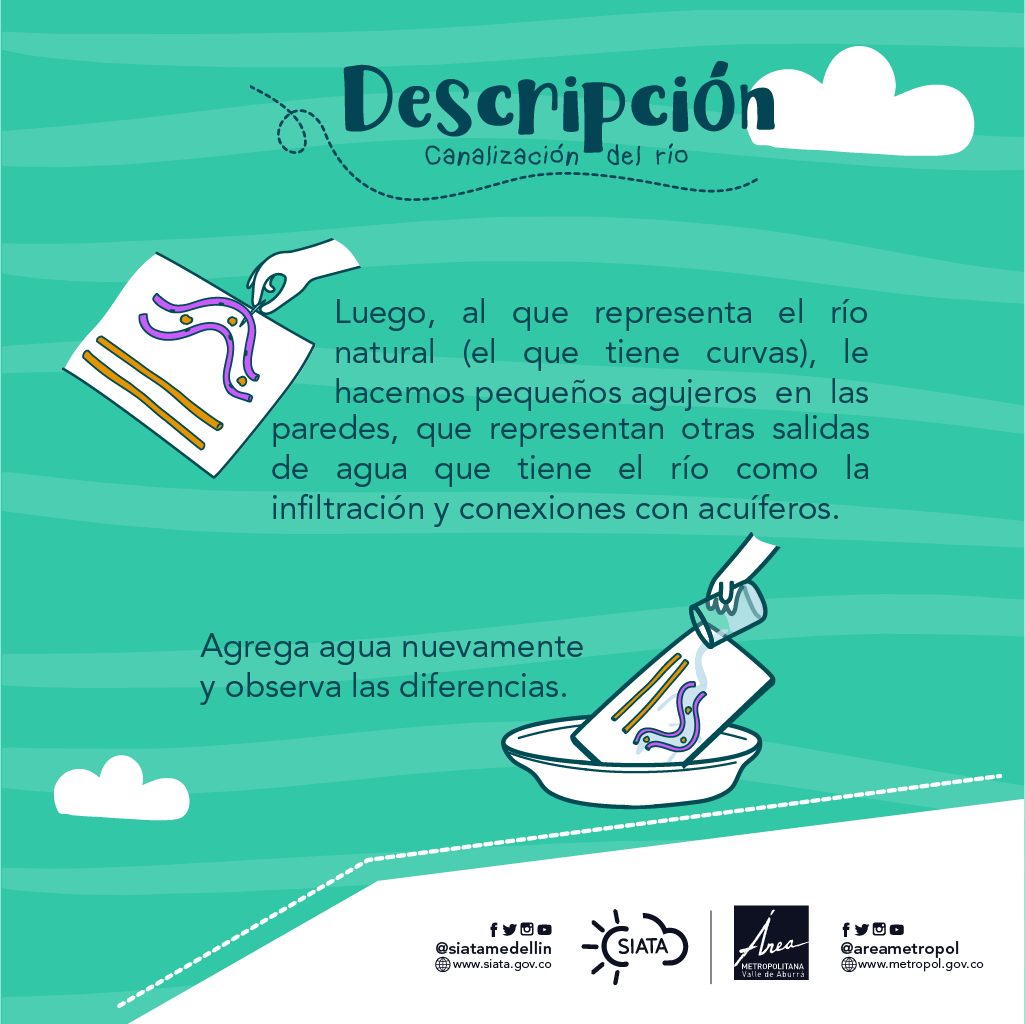 Descripción
Canalización del río
Luego, al que representa el río
natural (el que tiene curvas), le
hacemos pequeños agujeros en las
paredes, que representan otras salidas
de agua que tiene el río como la
infiltración y conexiones con acuíferos.
Agrega agua nuevamente
y observa las diferencias.
@siatamedellin
www.siata.gov.co
SIATA
Área
METROPOLITANA
Valle de Aburrá
@areametropol
www.metropol.gov.co